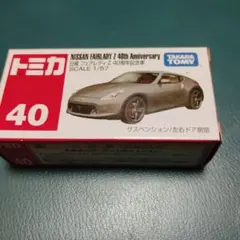 トミカ
NISSAN FAIRLADY Z 40th Anniversary
日産 フェアレディ Z 40周年記念車
SCALE 1/57
TAKARA
TOMY
40
サスペンション/左右ドア開閉